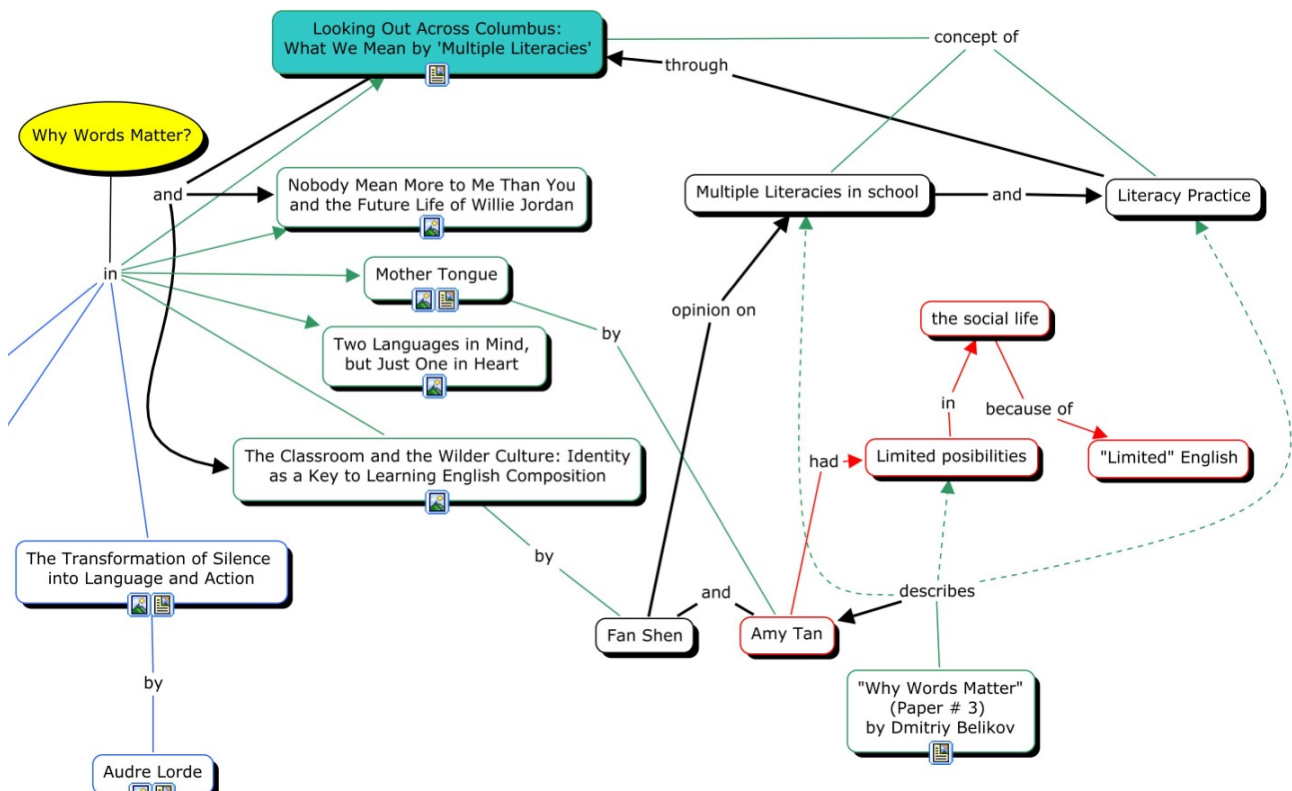 Looking Out Across Columbus:
What We Mean by 'Multiple Literacies'
concept of
through
Why Words Matter?
and
Nobody Mean More to Me Than You
and the Future Life of Willie Jordan
Multiple Literacies in school
and
Literacy Practice
in
Mother Tongue
opinion on
the social life
by
Two Languages in Mind,
but Just One in Heart
in
because of
The Classroom and the Wilder Culture: Identity
as a Key to Learning English Composition
had
Limited posibilities
"Limited" English
by
The Transformation of Silence
into Language and Action
and
describes
Fan Shen
Amy Tan
by
"Why Words Matter"
(Paper # 3)
by Dmitriy Belikov
Audre Lorde